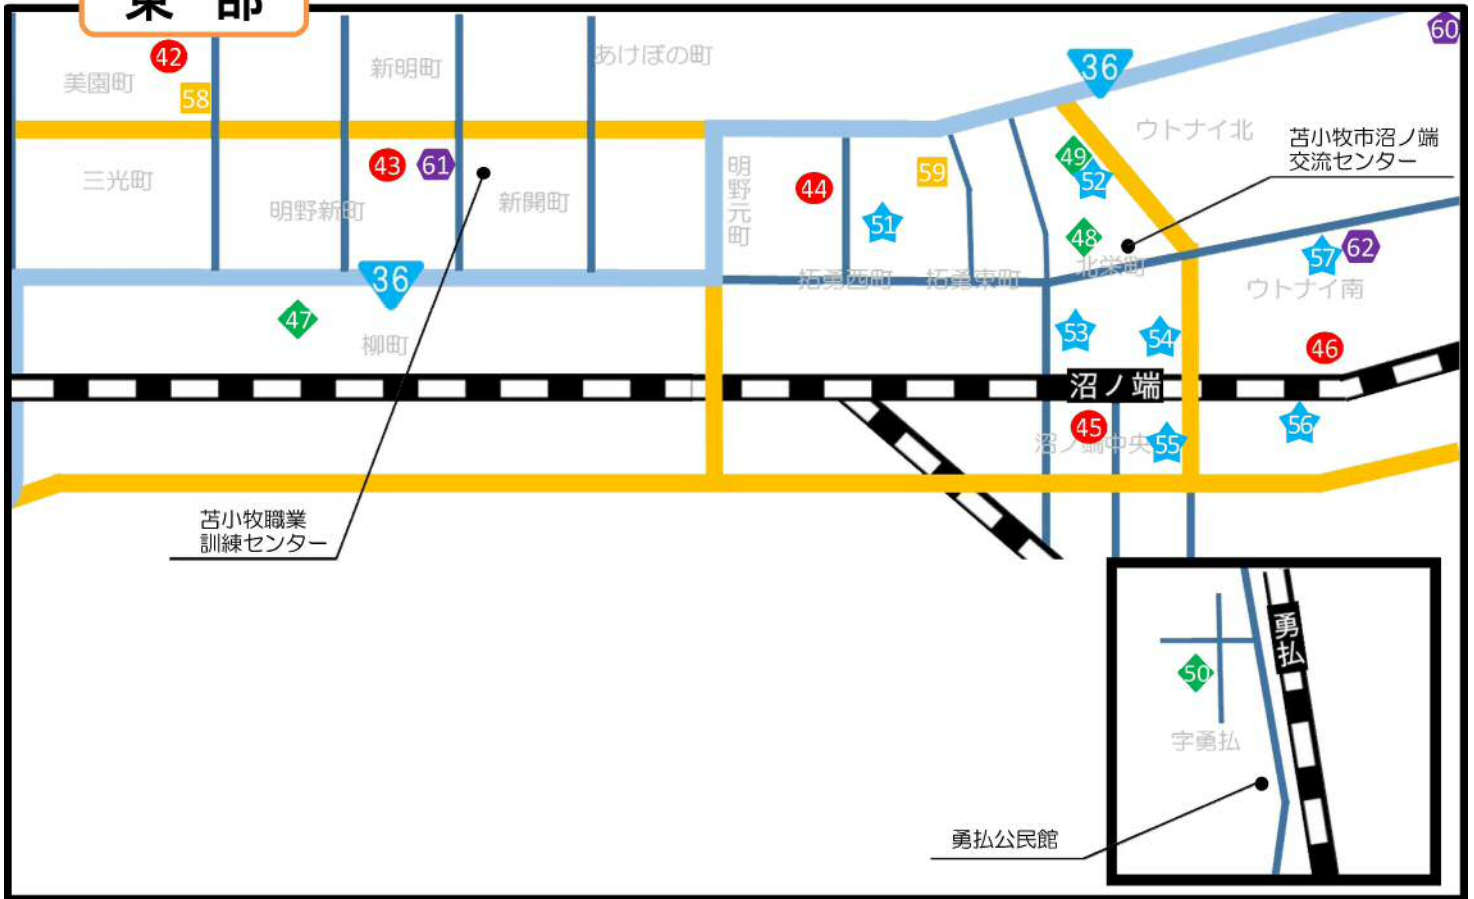 東 部
60
42
あけぼの町
新明町
36
美園町
58
ウトナイ北
苫小牧市沼ノ端
交流センター
49
43
61
明野元町
59
52
三光町
44
新開町
明野新町
51
48
62
57
北栄町
36
拓勇西町
拓勇東町
ウトナイ南
47
53
54
柳町
46
沼ノ端
45
56
沼ノ端中央
55
苫小牧職業
訓練センター
勇払
50
字勇払
勇払公民館